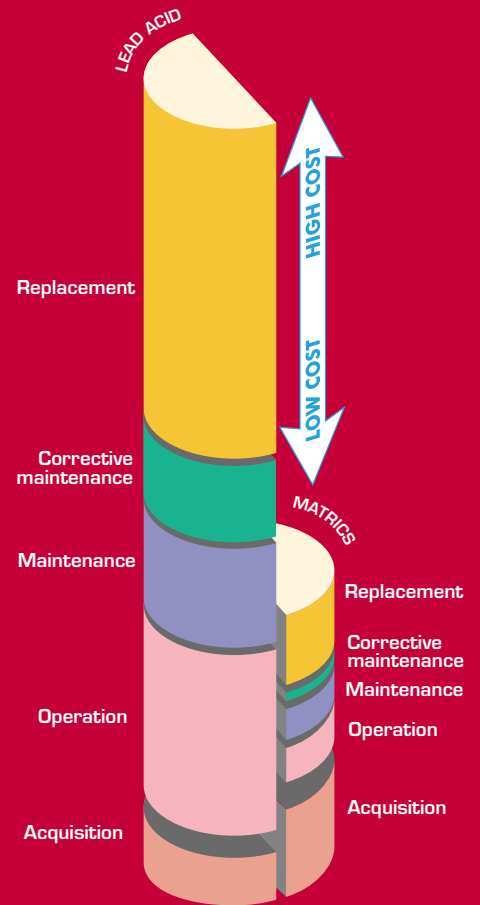 LEAD ACID
HIGH COST
LOW COST
Replacement
Corrective
maintenance
Maintenance
Operation
Acquisition
MATRICS
Replacement
Corrective
maintenance
Maintenance
Operation
Acquisition